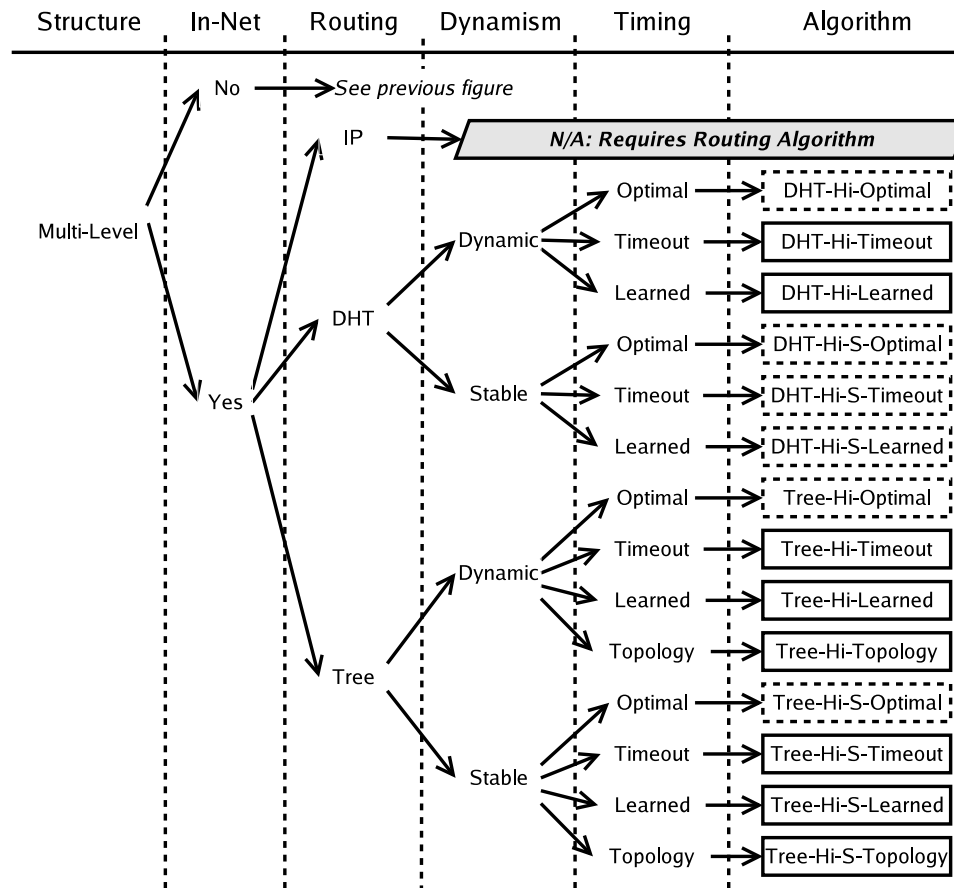 Structure In-Net Routing Dynamism Timing Algorithm
No See previous figure
IP N/A: Requires Routing Algorithm
Optimal DHT-Hi-Optimal
Multi-Level Dynamic Timeout DHT-Hi-Timeout
Learned DHT-Hi-Learned
DHT
Optimal DHT-Hi-S-Optimal
Yes Stable Timeout DHT-Hi-S-Timeout
Learned DHT-Hi-S-Learned
Optimal Tree-Hi-Optimal
Timeout Tree-Hi-Timeout
Dynamic
Learned Tree-Hi-Learned
Topology Tree-Hi-Topology
Tree
Optimal Tree-Hi-S-Optimal
Timeout Tree-Hi-S-Timeout
Stable
Learned Tree-Hi-S-Learned
Topology Tree-Hi-S-Topology